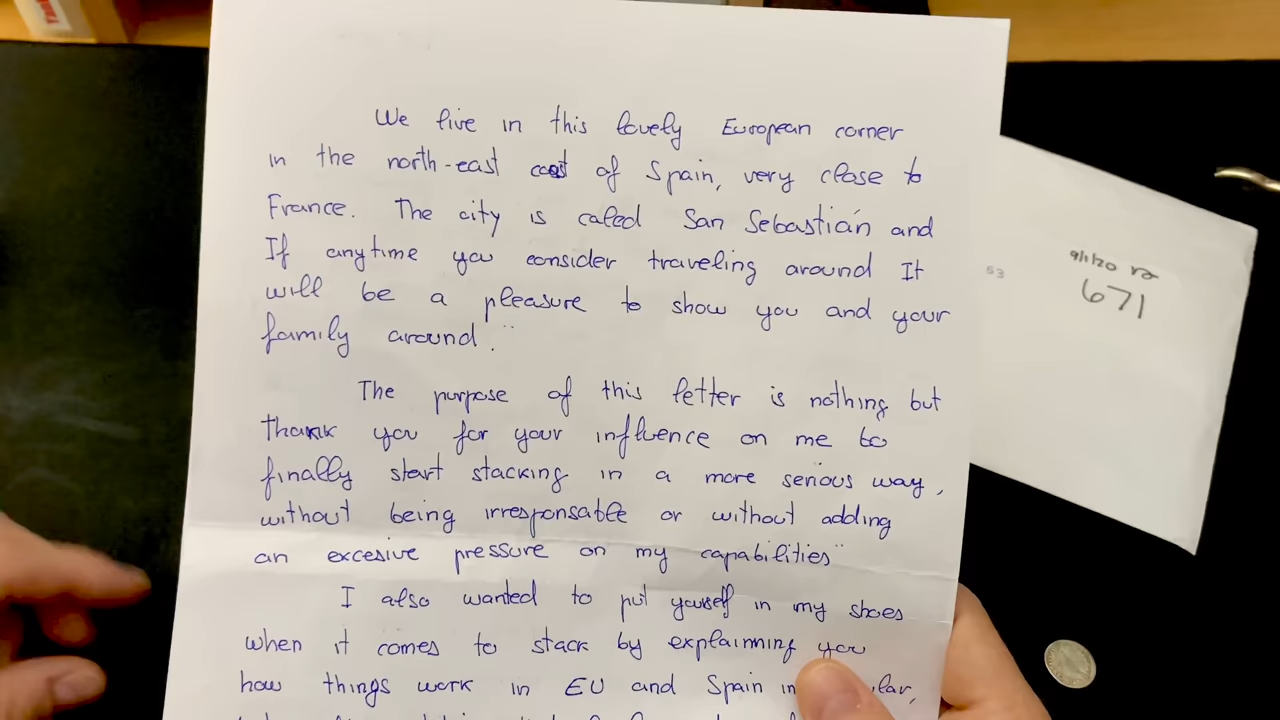 We live in this lovely European corner
in the north-east coast of Spain, very close to
France. The city is called San Sebastián and
If anytime you consider traveling around It
will be a pleasure to show you and your
family around.
The purpose of this letter is nothing but
thank you for your influence on me to
finally start stacking in a more serious way,
without being irresponsable or without adding
an excesive pressure on my capabilities
I also wanted to put yourself in my shoes
when it comes to stack by explainning you
how things work in EU and Spain in
53
9/1/20
671